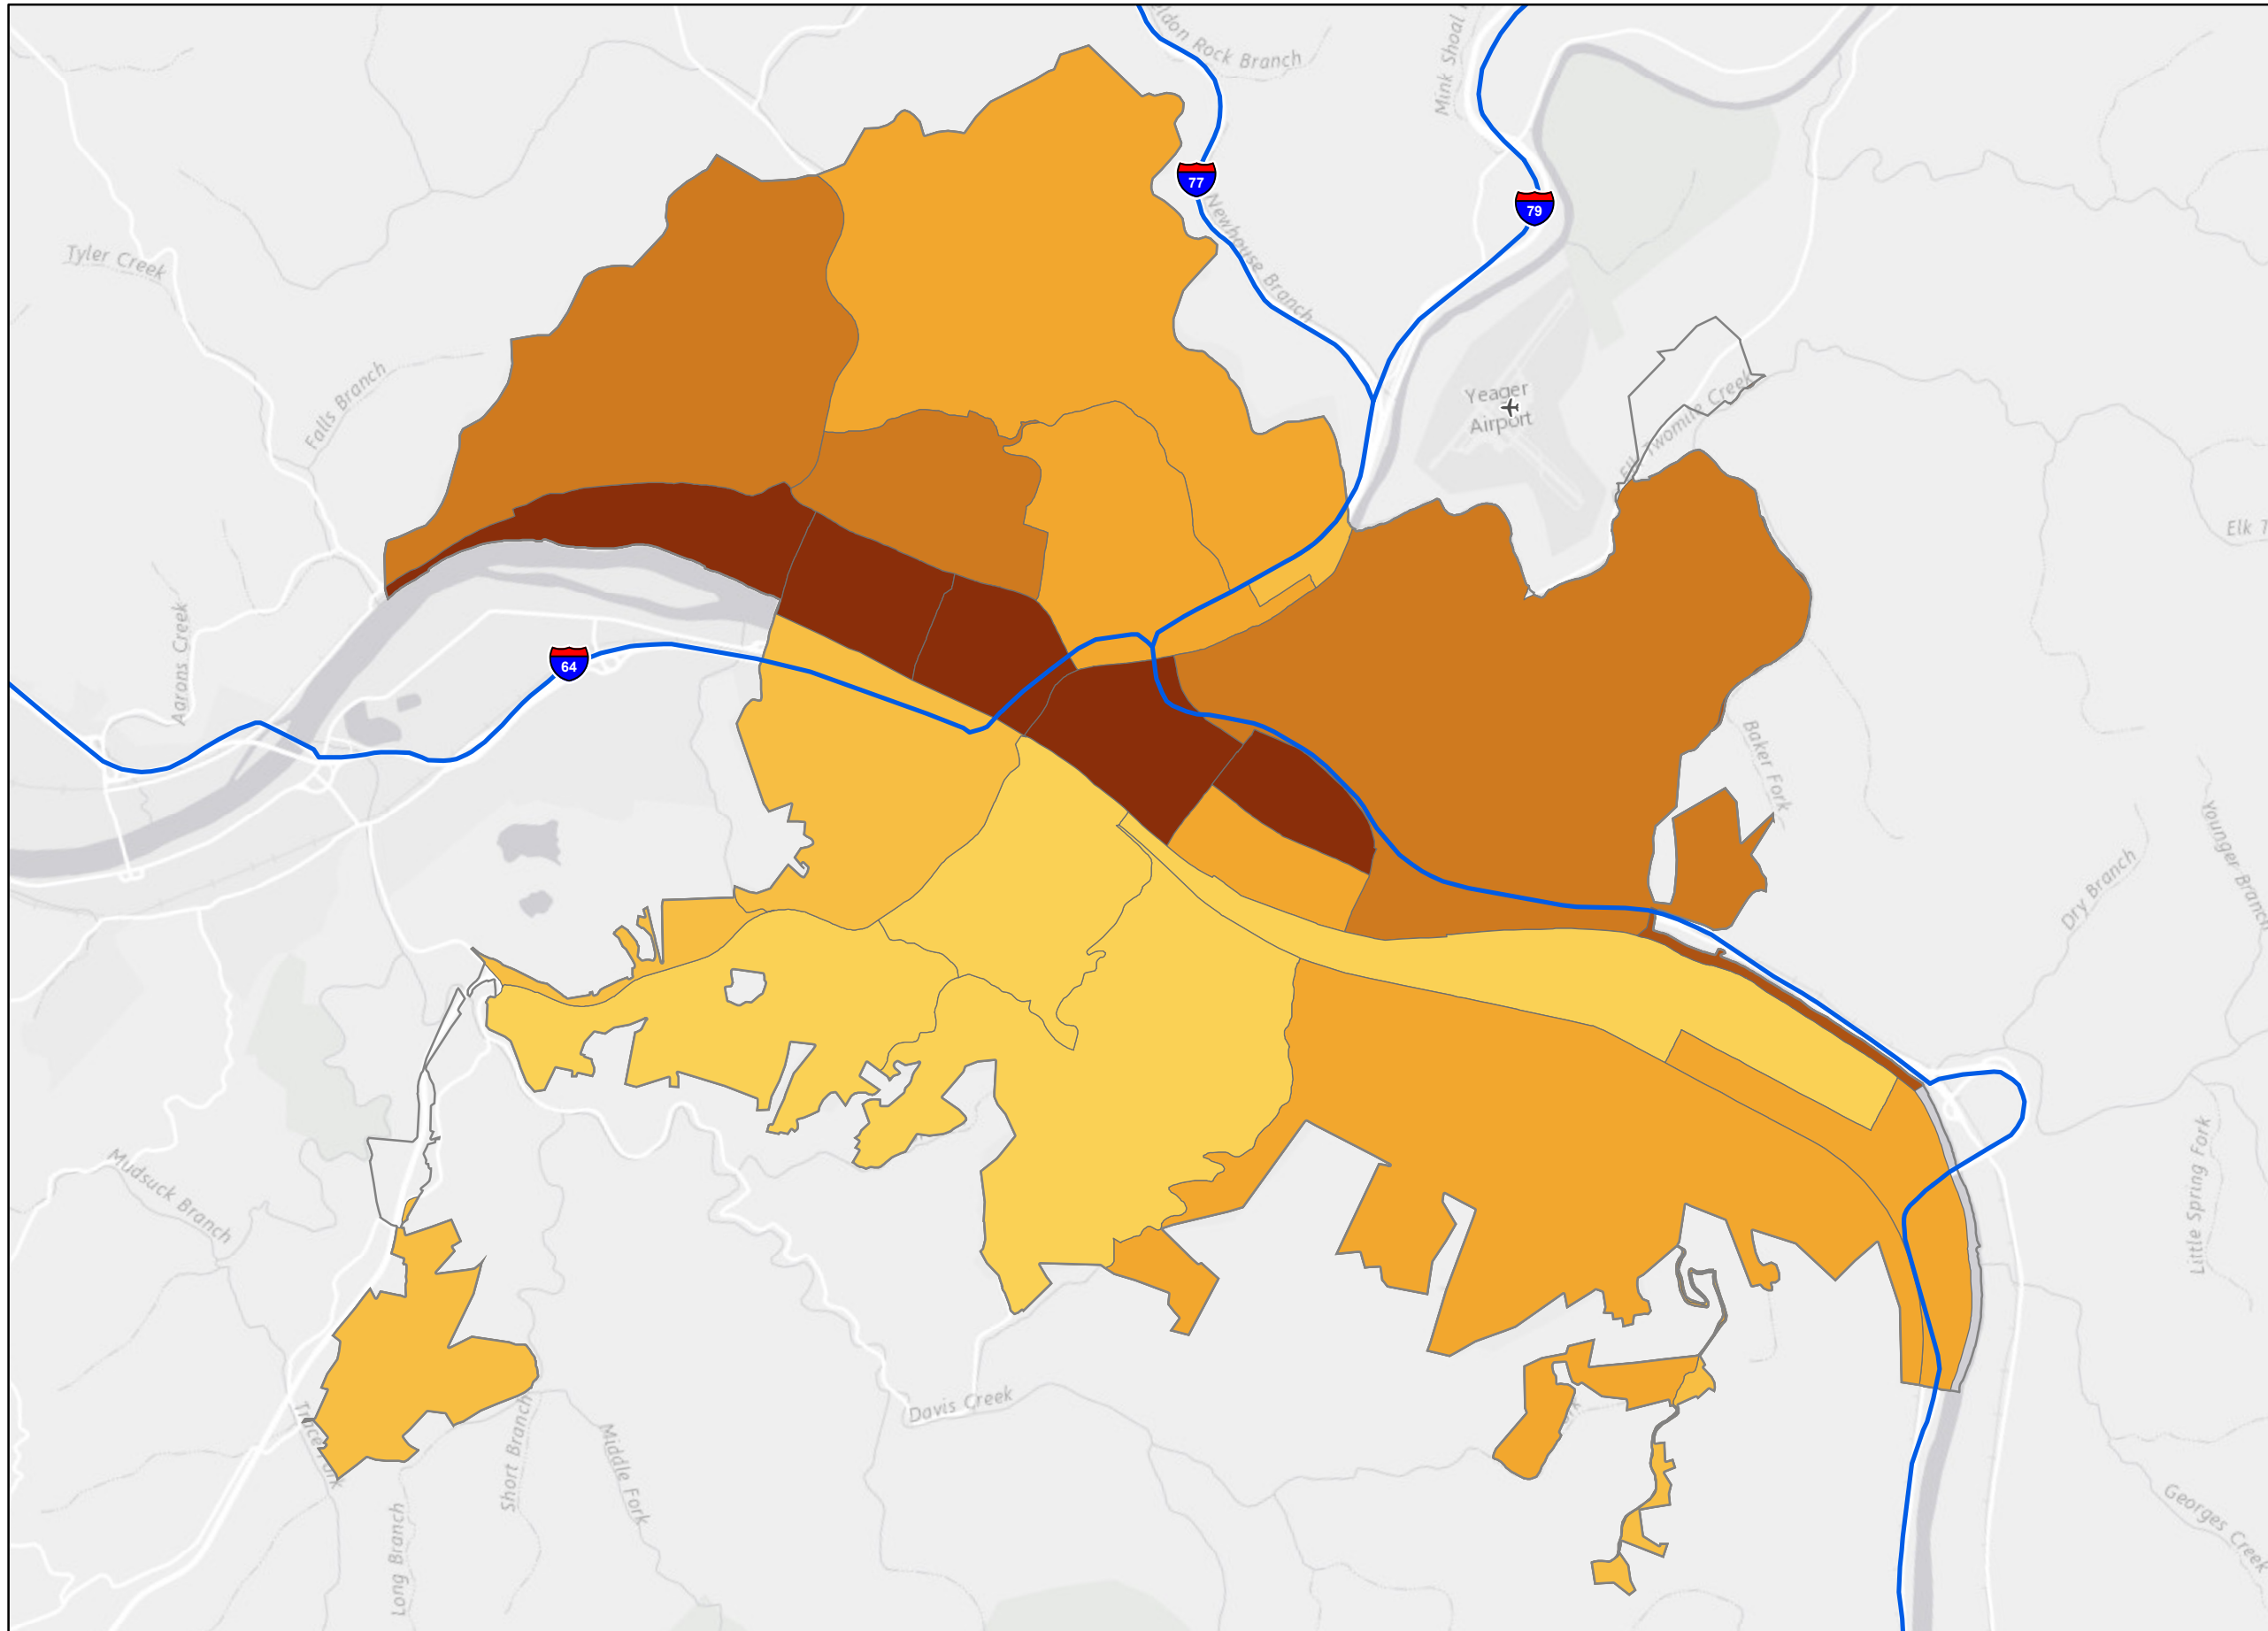 Rock Branch
Mink Shoal
77
79
Newhouse Branch
Tyler Creek
Falls Branch
Yeager
Airport
Twomile Creek
Elk
Aarons Creek
64
Baker Fork
Younger Branch
Dry Branch
Mudsuck Branch
Little Spring Fork
Davis Creek
Short Branch
Middle Fork
Long Branch
Georges Creek